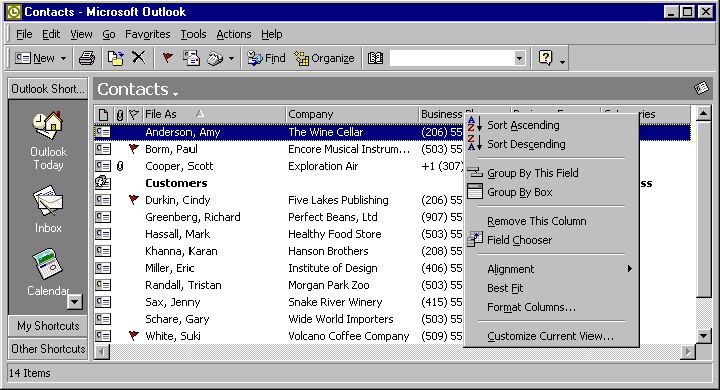 Contacts - Microsoft Outlook
File Edit View Go Favorites Tools Actions Help
New Find Organize
Outlook Short... Contacts
File As Company Business
Anderson, Amy The Wine Cellar (206) 55
Borm, Paul Encore Musical Instrum... (503) 55
Cooper, Scott Exploration Air +1 (307)
Customers ss
Durkin, Cindy Five Lakes Publishing (206) 55
Greenberg, Richard Perfect Beans, Ltd (907) 55
Hassall, Mark Healthy Food Store (503) 55
Khanna, Karan Hanson Brothers (208) 55
Miller, Eric Institute of Design (406) 55
Randall, Tristan Morgan Park Zoo (503) 55
Sax, Jenny Snake River Winery (415) 55
Schare, Gary Wide World Importers (503) 55
White, Suki Volcano Coffee Company (509) 55
Outlook
Today
Inbox
Calendar
My Shortcuts
Other Shortcuts
Sort Ascending
Sort Descending
Group By This Field
Group By Box
Remove This Column
Field Chooser
Alignment
Best Fit
Format Columns...
Customize Current View...
14 Items